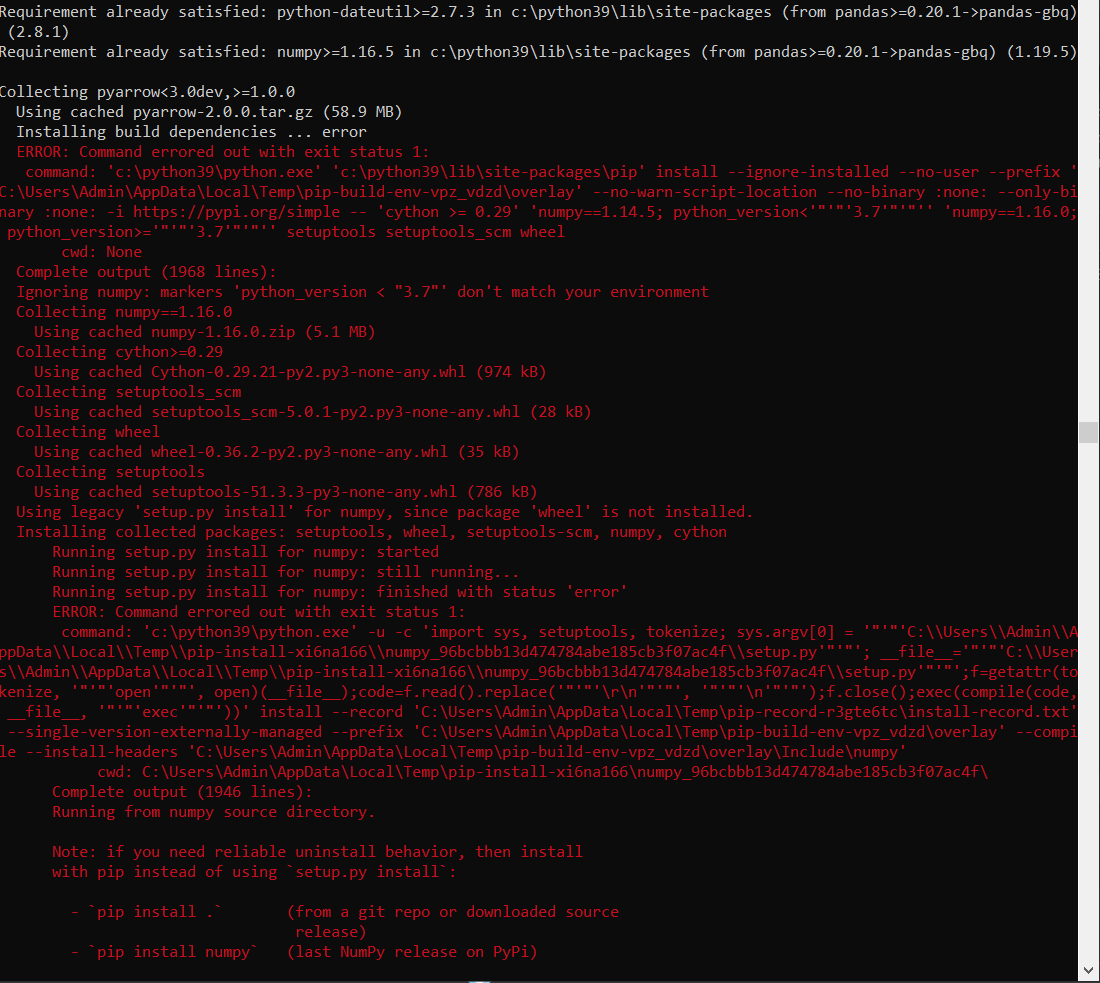 Requirement already satisfied: python-dateutil>=2.7.3 in c:\python39\lib\site-packages (from pandas>=0.20.1->pandas-gbq)
 (2.8.1)
Requirement already satisfied: numpy>=1.16.5 in c:\python39\lib\site-packages (from pandas>=0.20.1->pandas-gbq) (1.19.5)
Collecting pyarrow<3.0dev,>=1.0.0
  Using cached pyarrow-2.0.0.tar.gz (58.9 MB)
  Installing build dependencies ... error
  ERROR: Command errored out with exit status 1:
   command: 'c:\python39\python.exe' 'c:\python39\lib\site-packages\pip' install --ignore-installed --no-user --prefix '
C:\Users\Admin\AppData\Local\Temp\pip-build-env-vpz_vdzd\overlay' --no-warn-script-location --no-binary :none: --only-bi
nary :none: -i https://pypi.org/simple -- 'cython >= 0.29' 'numpy==1.14.5; python_version<'"'"'3.7'"'"'' 'numpy==1.16.0;
 python_version>='"'"'3.7'"'"'' setuptools setuptools_scm wheel
       cwd: None
  Complete output (1968 lines):
  Ignoring numpy: markers 'python_version < "3.7"' don't match your environment
  Collecting numpy==1.16.0
    Using cached numpy-1.16.0.zip (5.1 MB)
  Collecting cython>=0.29
    Using cached Cython-0.29.21-py2.py3-none-any.whl (974 kB)
  Collecting setuptools_scm
    Using cached setuptools_scm-5.0.1-py2.py3-none-any.whl (28 kB)
  Collecting wheel
    Using cached wheel-0.36.2-py2.py3-none-any.whl (35 kB)
  Collecting setuptools
    Using cached setuptools-51.3.3-py3-none-any.whl (786 kB)
  Using legacy 'setup.py install' for numpy, since package 'wheel' is not installed.
  Installing collected packages: setuptools, wheel, setuptools-scm, numpy, cython
      Running setup.py install for numpy: started
      Running setup.py install for numpy: still running...
      Running setup.py install for numpy: finished with status 'error'
      ERROR: Command errored out with exit status 1:
       command: 'c:\python39\python.exe' -u -c 'import sys, setuptools, tokenize; sys.argv[0] = '"'"'C:\\Users\\Admin\\A
ppData\\Local\\Temp\\pip-install-xi6na166\\numpy_96bcbbb13d474784abe185cb3f07ac4f\\setup.py'"'"'; __file__='"'"'C:\\User
s\\Admin\\AppData\\Local\\Temp\\pip-install-xi6na166\\numpy_96bcbbb13d474784abe185cb3f07ac4f\\setup.py'"'"';f=getattr(to
kenize, '"'"'open'"'"', open)(__file__);code=f.read().replace('"'"'\r\n'"'"', '"'"'\n'"'"');f.close();exec(compile(code,
 __file__, '"'"'exec'"'"'))' install --record 'C:\Users\Admin\AppData\Local\Temp\pip-record-r3gte6tc\install-record.txt'
 --single-version-externally-managed --prefix 'C:\Users\Admin\AppData\Local\Temp\pip-build-env-vpz_vdzd\overlay' --compi
le --install-headers 'C:\Users\Admin\AppData\Local\Temp\pip-build-env-vpz_vdzd\overlay\Include\numpy'
           cwd: C:\Users\Admin\AppData\Local\Temp\pip-install-xi6na166\numpy_96bcbbb13d474784abe185cb3f07ac4f\
      Complete output (1946 lines):
      Running from numpy source directory.
      Note: if you need reliable uninstall behavior, then install
      with pip instead of using `setup.py install`:
        - `pip install .`       (from a git repo or downloaded source
                                 release)
        - `pip install numpy`   (last NumPy release on PyPi)